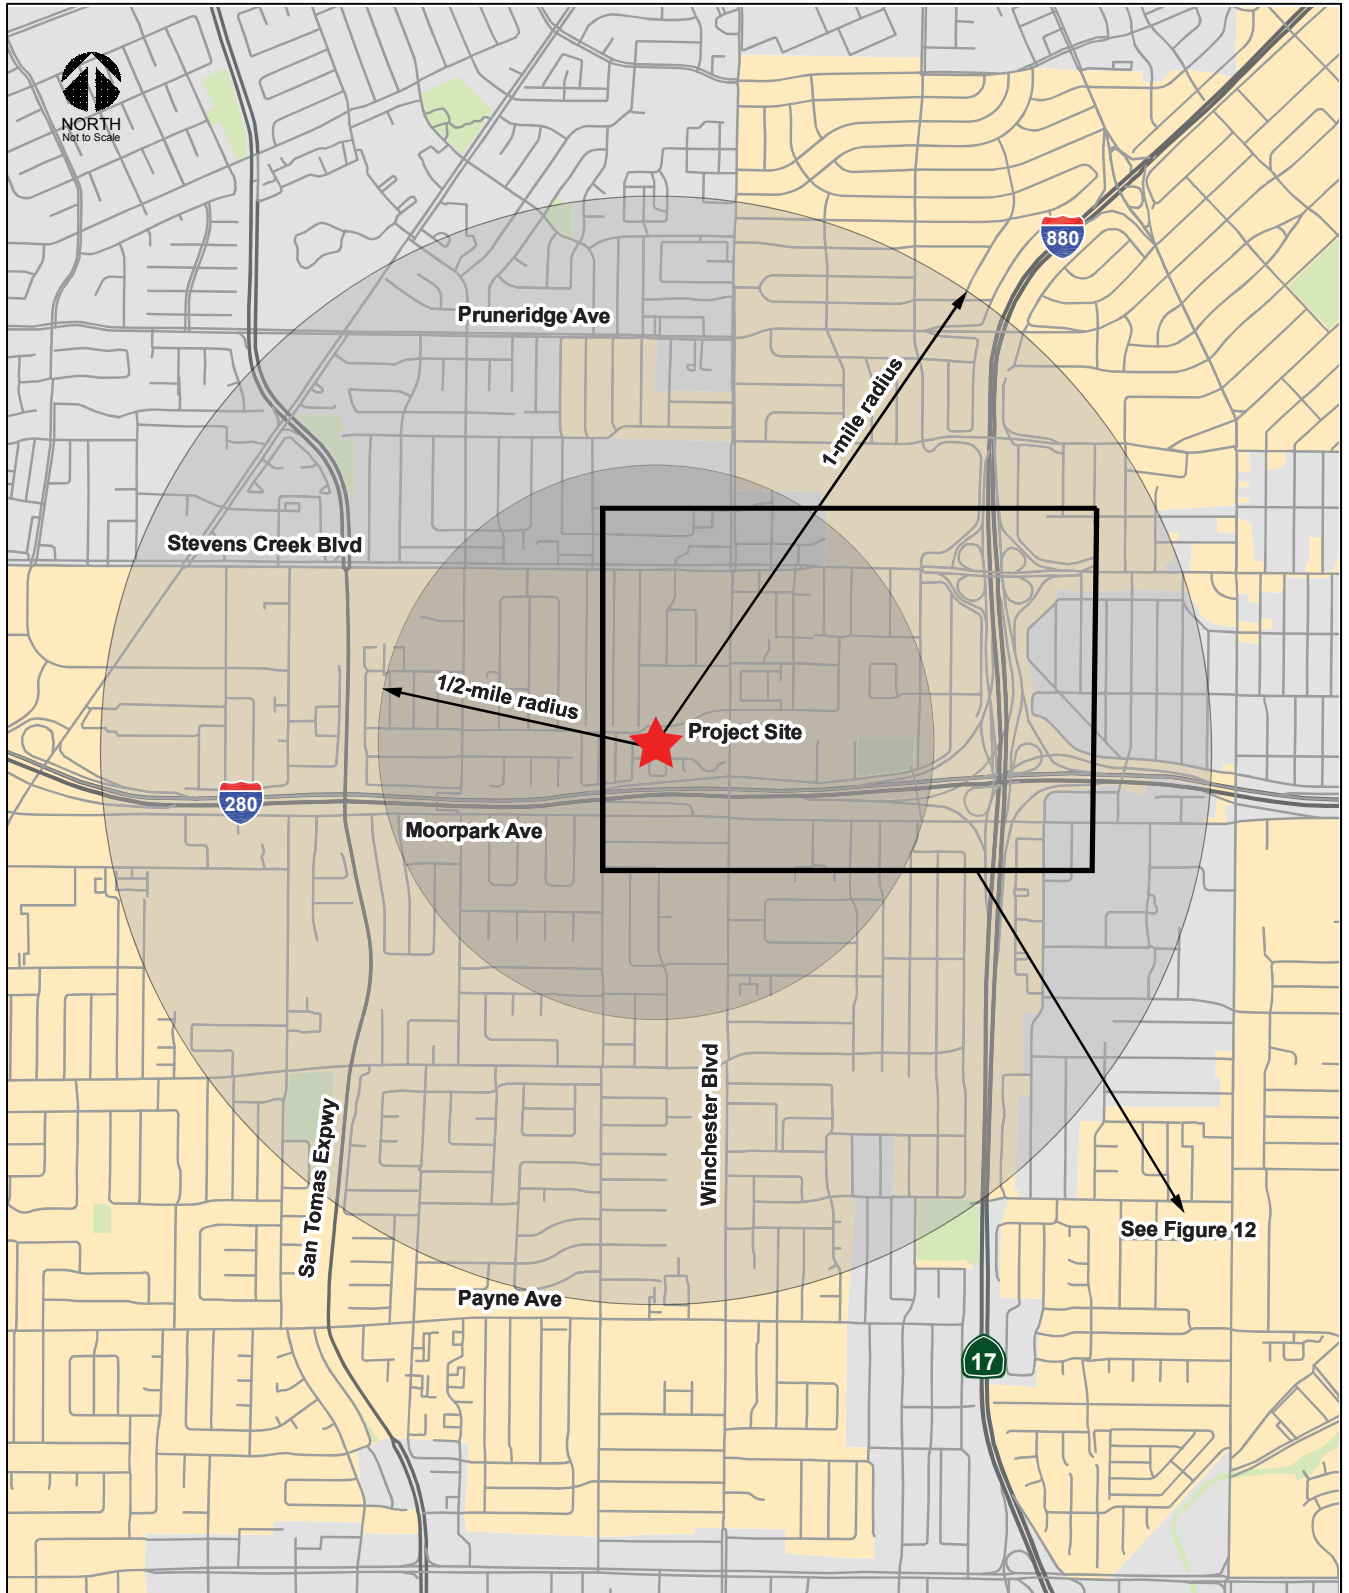 NORTH
Not to Scale
880
Pruneridge Ave
1-mile radius
Stevens Creek Blvd
1/2-mile radius
Project Site
280
Moorpark Ave
Winchester Blvd
San Tomas Expwy
See Figure 12
Payne Ave
17